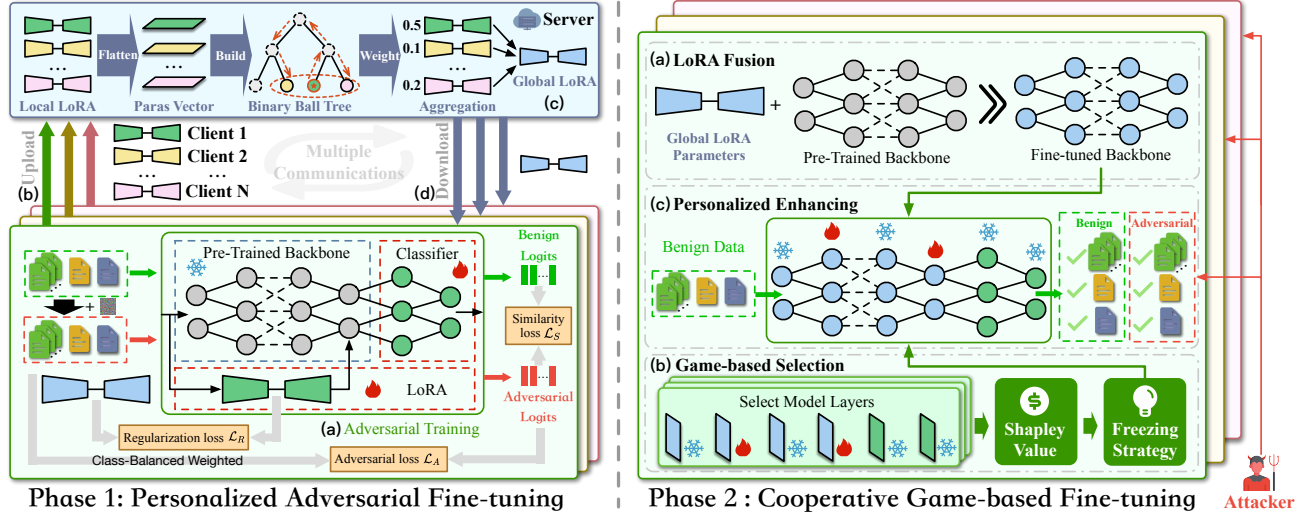 Flatten
Build
Weight
0.5
0.1
...
0.2
Server
Global LoRA
(c)
Local LoRA
...
Paras Vector
...
Binary Ball Tree
Aggregation
...
Upload
(b)
Client 1
Client 2
... ...
Client N
Multiple
Communications
Download
(d)
Pre-Trained Backbone
Classifier
LoRA
+
(a) Adversarial Training
Benign
Logits
Similarity
loss ℒS
Adversarial
Logits
Regularization loss ℒR
Class-Balanced Weighted
Adversarial loss ℒA
Phase 1: Personalized Adversarial Fine-tuning
(a) LoRA Fusion
+
Global LoRA
Parameters
Pre-Trained Backbone
Fine-tuned Backbone
(c) Personalized Enhancing
Benign Data
Benign
Adversarial
(b) Game-based Selection
Select Model Layers
$
Shapley
Value
Freezing
Strategy
Phase 2 : Cooperative Game-based Fine-tuning
Attacker